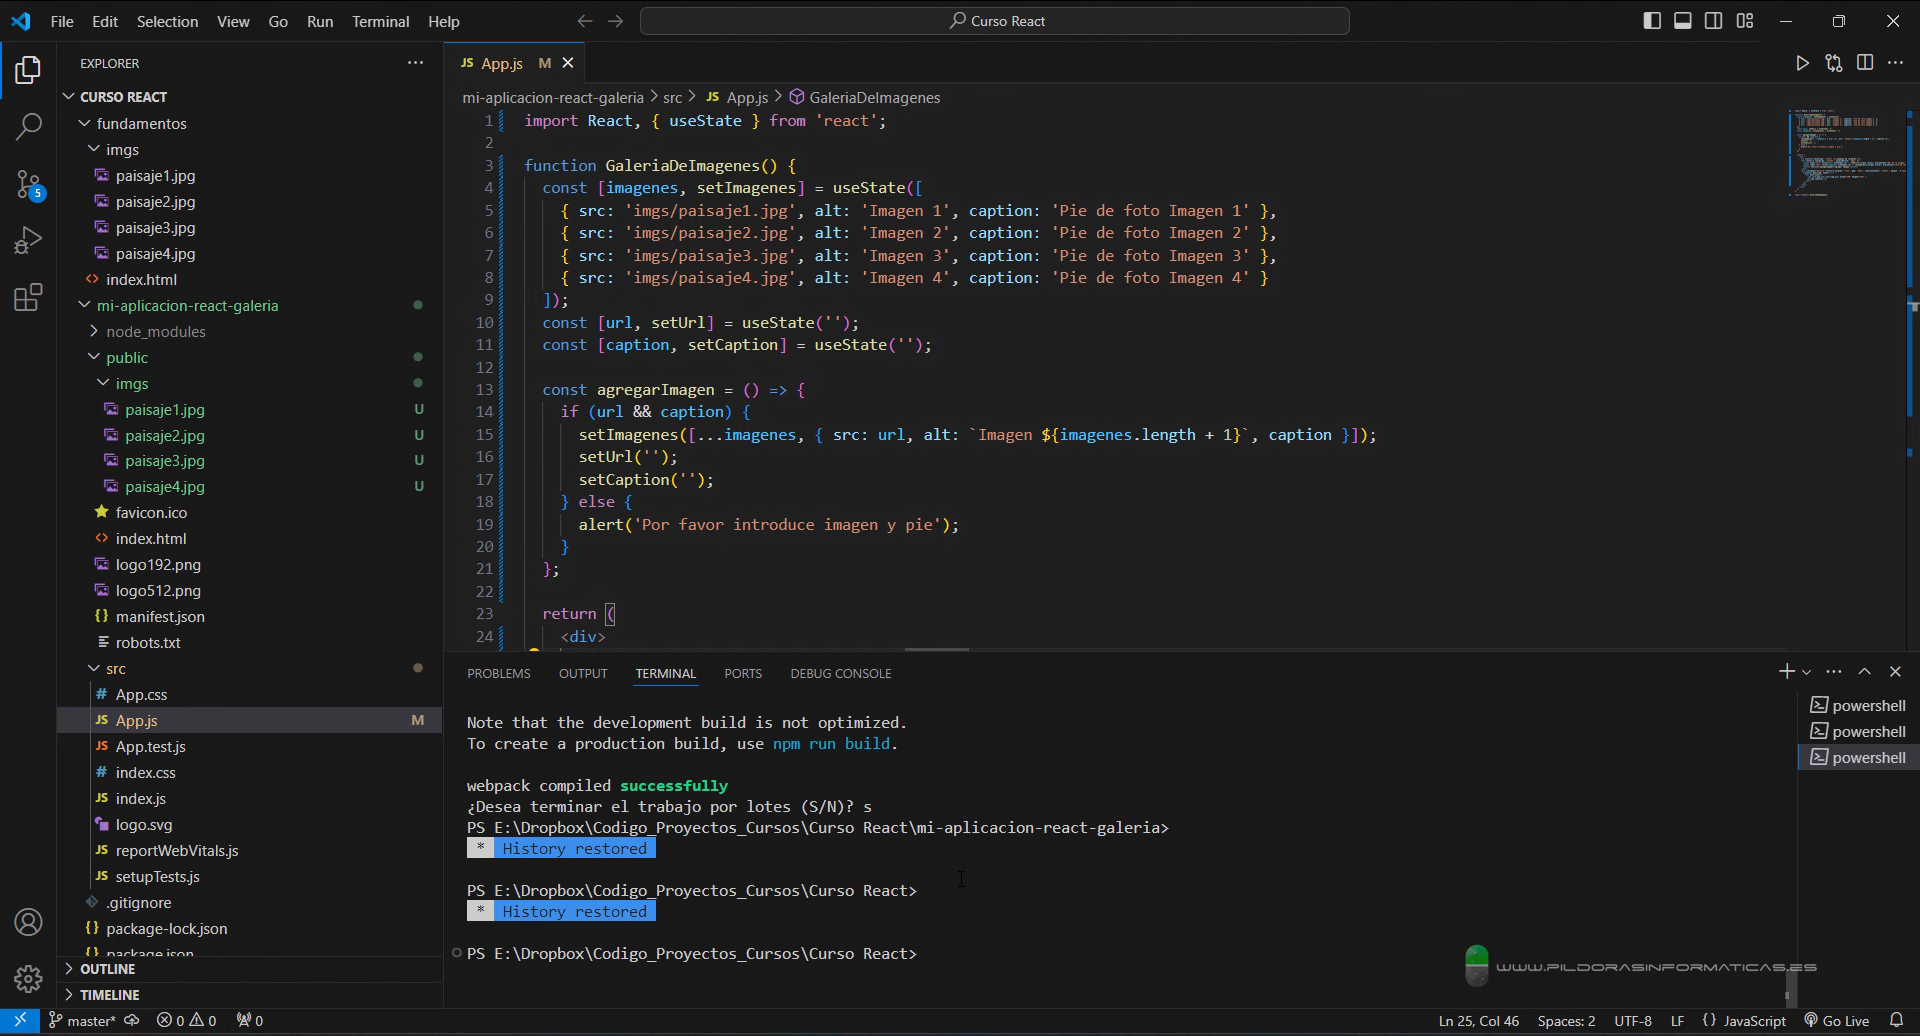 File Edit Selection View Go Run Terminal Help
Curso React
EXPLORER
CURSO REACT
fundamentos
imgs
paisaje1.jpg
paisaje2.jpg
paisaje3.jpg
paisaje4.jpg
index.html
mi-aplicacion-react-galeria
node_modules
public
imgs
paisaje1.jpg U
paisaje2.jpg U
paisaje3.jpg U
paisaje4.jpg U
favicon.ico
index.html
logo192.png
logo512.png
manifest.json
robots.txt
src
App.css
App.js M
App.test.js
index.css
index.js
logo.svg
reportWebVitals.js
setupTests.js
.gitignore
package-lock.json
package.json
OUTLINE
TIMELINE
5
JS App.js M
mi-aplicacion-react-galeria > src > JS App.js > GaleriaDeImagenes
1 import React, { useState } from 'react';
2
3 function GaleriaDeImagenes() {
4 const [imagenes, setImagenes] = useState([
5 { src: 'imgs/paisaje1.jpg', alt: 'Imagen 1', caption: 'Pie de foto Imagen 1' },
6 { src: 'imgs/paisaje2.jpg', alt: 'Imagen 2', caption: 'Pie de foto Imagen 2' },
7 { src: 'imgs/paisaje3.jpg', alt: 'Imagen 3', caption: 'Pie de foto Imagen 3' },
8 { src: 'imgs/paisaje4.jpg', alt: 'Imagen 4', caption: 'Pie de foto Imagen 4' }
9 ]);
10 const [url, setUrl] = useState('');
11 const [caption, setCaption] = useState('');
12
13 const agregarImagen = () => {
14 if (url && caption) {
15 setImagenes([...imagenes, { src: url, alt: `Imagen ${imagenes.length + 1}`, caption }]);
16 setUrl('');
17 setCaption('');
18 } else {
19 alert('Por favor introduce imagen y pie');
20 }
21 };
22
23 return (
24 <div>
PROBLEMS OUTPUT TERMINAL PORTS DEBUG CONSOLE
Note that the development build is not optimized.
To create a production build, use npm run build.
webpack compiled successfully
¿Desea terminar el trabajo por lotes (S/N)? s
PS E:\Dropbox\Codigo_Proyectos_Cursos\Curso React\mi-aplicacion-react-galeria>
* History restored
PS E:\Dropbox\Codigo_Proyectos_Cursos\Curso React>
* History restored
PS E:\Dropbox\Codigo_Proyectos_Cursos\Curso React>
powershell
powershell
powershell
WWW.PILDORASINFORMATICAS.ES
master* 0 0 0
Ln 25, Col 46 Spaces: 2 UTF-8 LF {} JavaScript Go Live